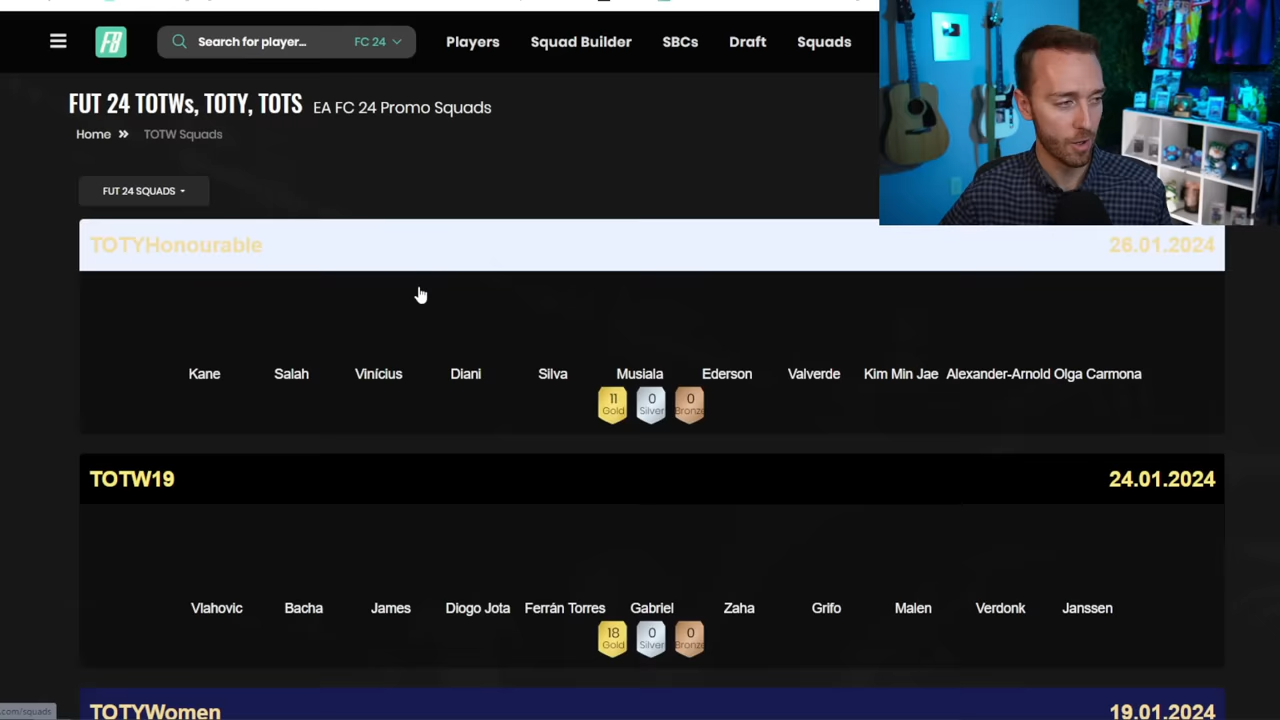 FB
Search for player...
FC 24
Players
Squad Builder
SBCs
Draft
Squads
FUT 24 TOTWs, TOTY, TOTS EA FC 24 Promo Squads
Home » TOTW Squads
FUT 24 SQUADS
TOTYHonourable 26.01.2024
Kane Salah Vinícius Diani Silva Musiala Ederson Valverde Kim Min Jae Alexander-Arnold Olga Carmona
11 0 0
Gold Silver Bronze
TOTW19 24.01.2024
Vlahovic Bacha James Diogo Jota Ferrán Torres Gabriel Zaha Grifo Malen Verdonk Janssen
18 0 0
Gold Silver Bronze
TOTYWomen 19.01.2024
.com/squads